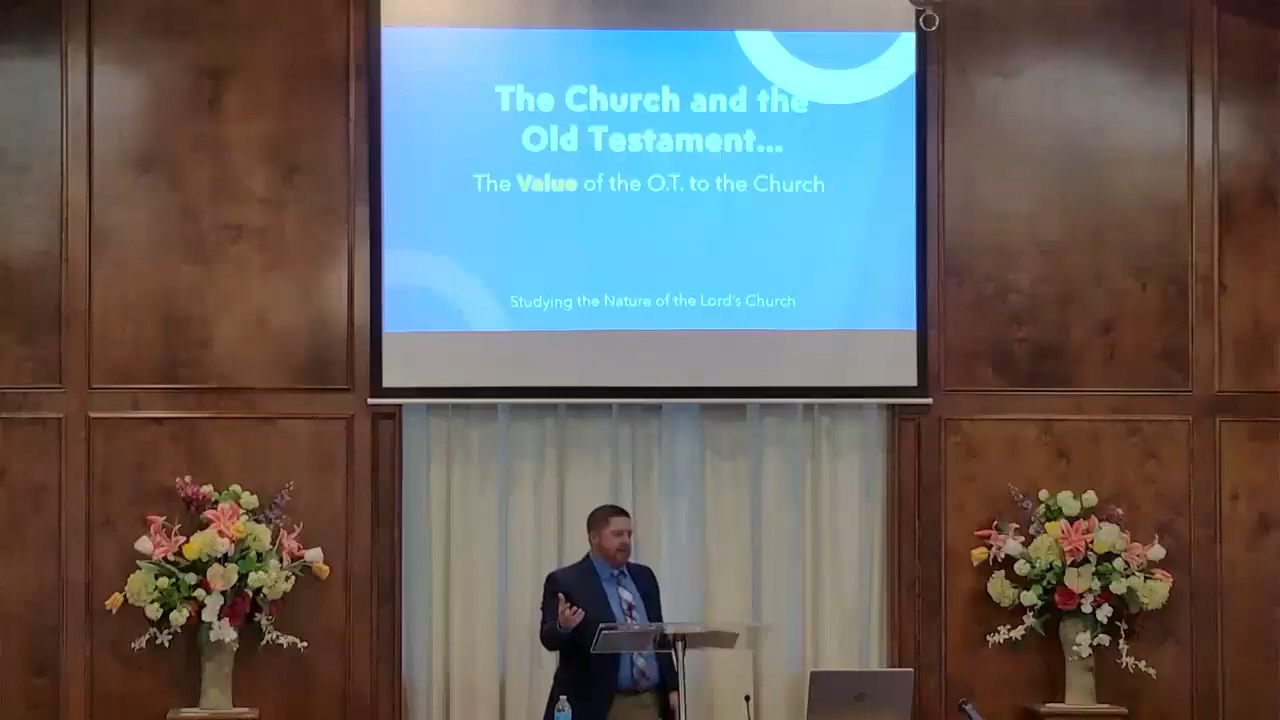 The Church and the
Old Testament...
The Value of the O.T. to the Church
Studying the Nature of the Lord's Church